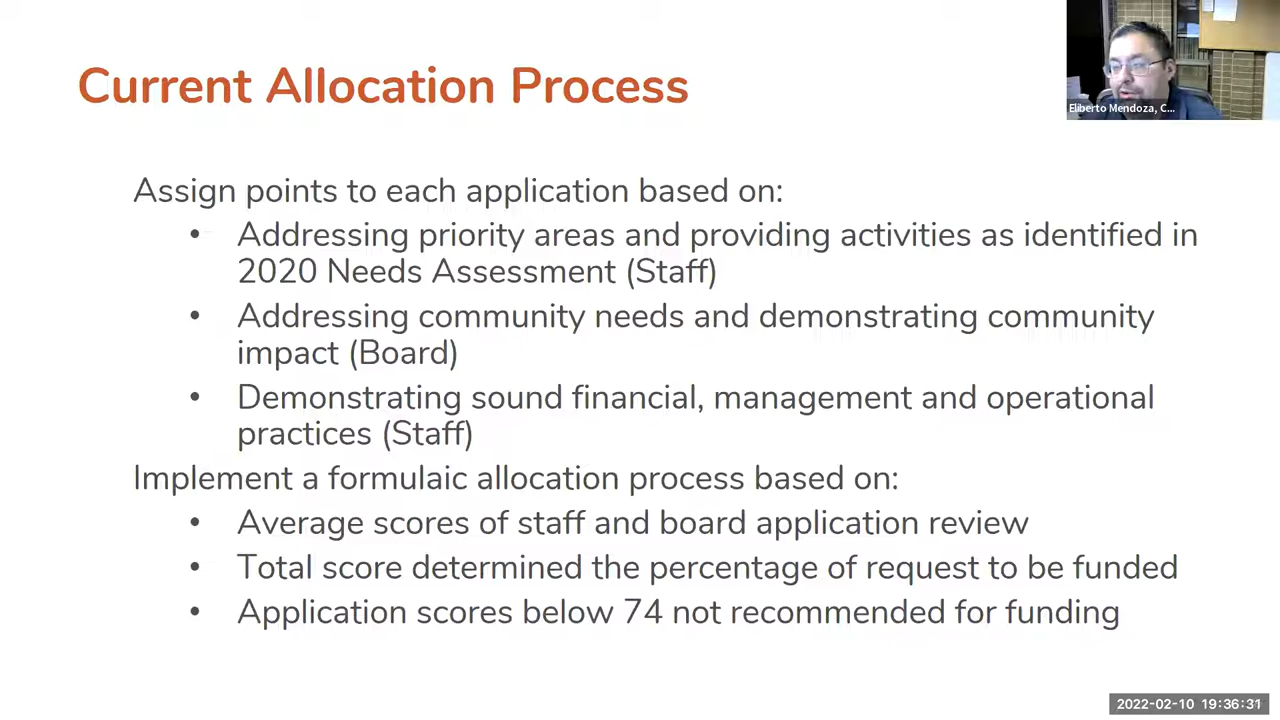 Current Allocation Process
Eliberto Mendoza, C...
Assign points to each application based on:
• Addressing priority areas and providing activities as identified in
2020 Needs Assessment (Staff)
• Addressing community needs and demonstrating community
impact (Board)
• Demonstrating sound financial, management and operational
practices (Staff)
Implement a formulaic allocation process based on:
• Average scores of staff and board application review
• Total score determined the percentage of request to be funded
• Application scores below 74 not recommended for funding
2022-02-10 19:36:31